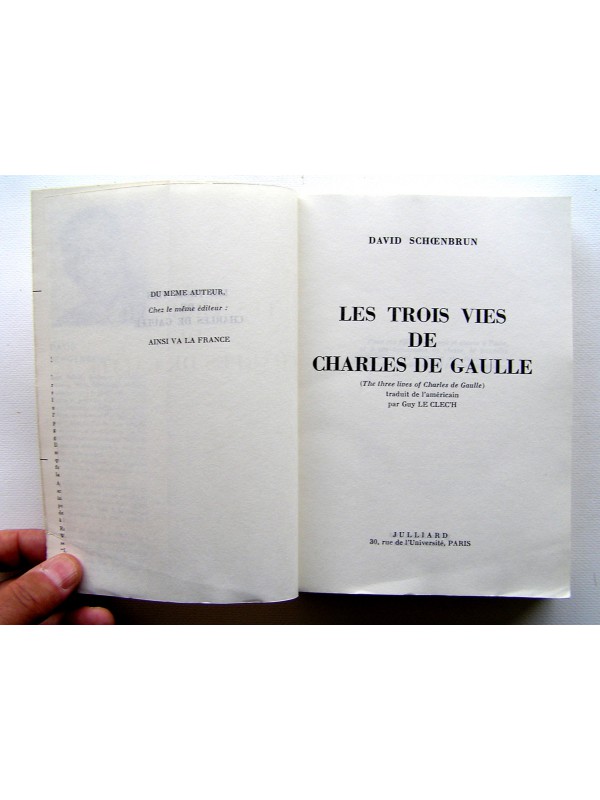 DU MEME AUTEUR,
Chez le même éditeur :
AINSI VA LA FRANCE
DAVID SCHŒNBRUN
LES TROIS VIES
DE
CHARLES DE GAULLE
(The three lives of Charles de Gaulle)
traduit de l'américain
par Guy LE CLEC'H
JULLIARD
30, rue de l'Université, PARIS